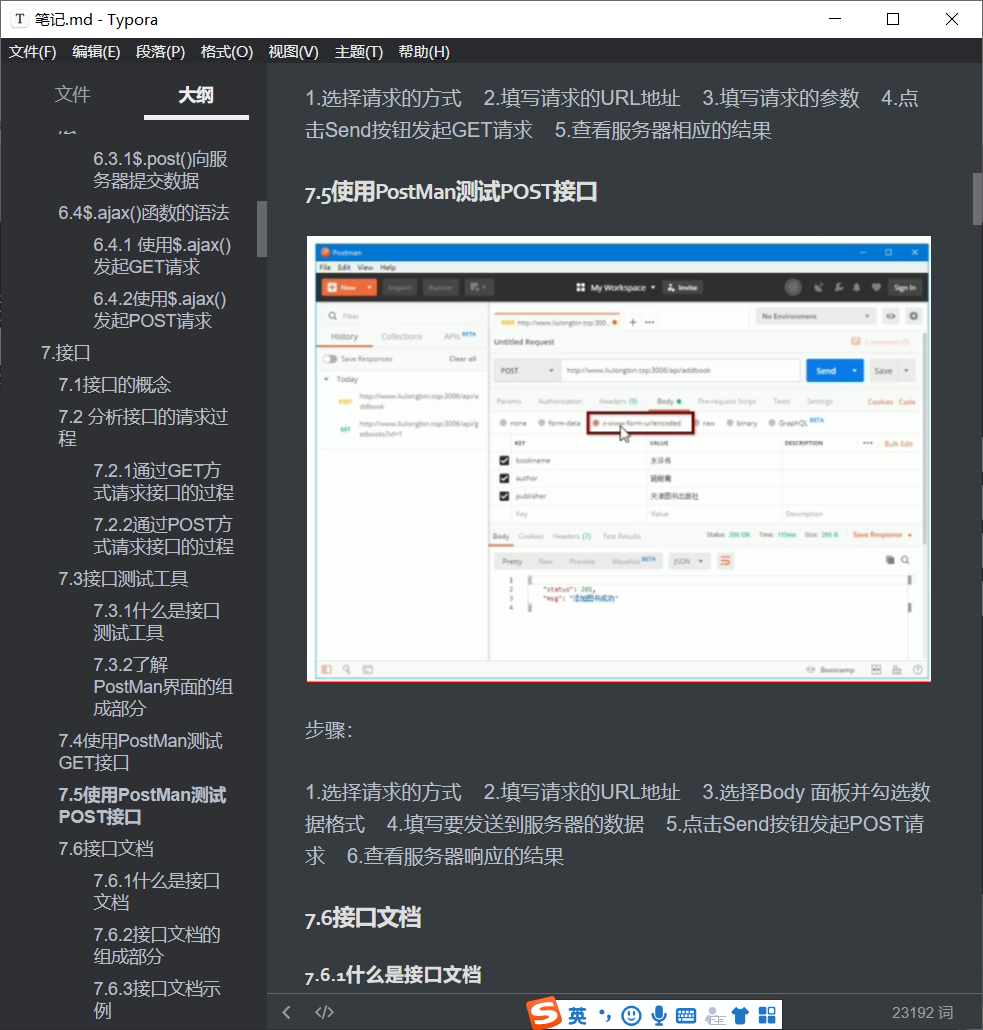 T 笔记.md - Typora
文件(F) 编辑(E) 段落(P) 格式(O) 视图(V) 主题(T) 帮助(H)
文件 大纲
6.3.1$.post()向服
务器提交数据
6.4$.ajax()函数的语法
6.4.1 使用$.ajax()
发起GET请求
6.4.2使用$.ajax()
发起POST请求
7.接口
7.1接口的概念
7.2 分析接口的请求过
程
7.2.1通过GET方
式请求接口的过程
7.2.2通过POST方
式请求接口的过程
7.3接口测试工具
7.3.1什么是接口
测试工具
7.3.2了解
PostMan界面的组
成部分
7.4使用PostMan测试
GET接口
7.5使用PostMan测试
POST接口
7.6接口文档
7.6.1什么是接口
文档
7.6.2接口文档的
组成部分
7.6.3接口文档示
例
1.选择请求的方式 2.填写请求的URL地址 3.填写请求的参数 4.点
击Send按钮发起GET请求 5.查看服务器相应的结果
7.5使用PostMan测试POST接口
Postman
File Edit View Help
New Import Runner My Workspace Invite Sign In
Filter
History Collections APIs BETA
Save Responses Clear all
Today
POST http://www.liulongbin.top:3006/api/a
ddbook
GET http://www.liulongbin.top:3006/api/g
etbooks?id=1
POST http://www.liulongbin.top:300... + ••• No Environment
Untitled Request Comments (0)
POST http://www.liulongbin.top:3006/api/addbook Send Save
Params Authorization Headers (9) Body Pre-request Script Tests Settings Cookies Code
none form-data x-www-form-urlencoded raw binary GraphQL BETA
KEY VALUE DESCRIPTION ••• Bulk Edit
bookname 水浒传
author 施耐庵
publisher 天津图书出版社
Key Value Description
Body Cookies Headers (7) Test Results Status: 200 OK Time: 115ms Size: 285 B Save Response
Pretty Raw Preview Visualize BETA JSON
1 {
2 "status": 201,
3 "msg": "添加图书成功"
4 }
Bootcamp
步骤：
1.选择请求的方式 2.填写请求的URL地址 3.选择Body 面板并勾选数
据格式 4.填写要发送到服务器的数据 5.点击Send按钮发起POST请
求 6.查看服务器响应的结果
7.6接口文档
7.6.1什么是接口文档
S 英
23192 词